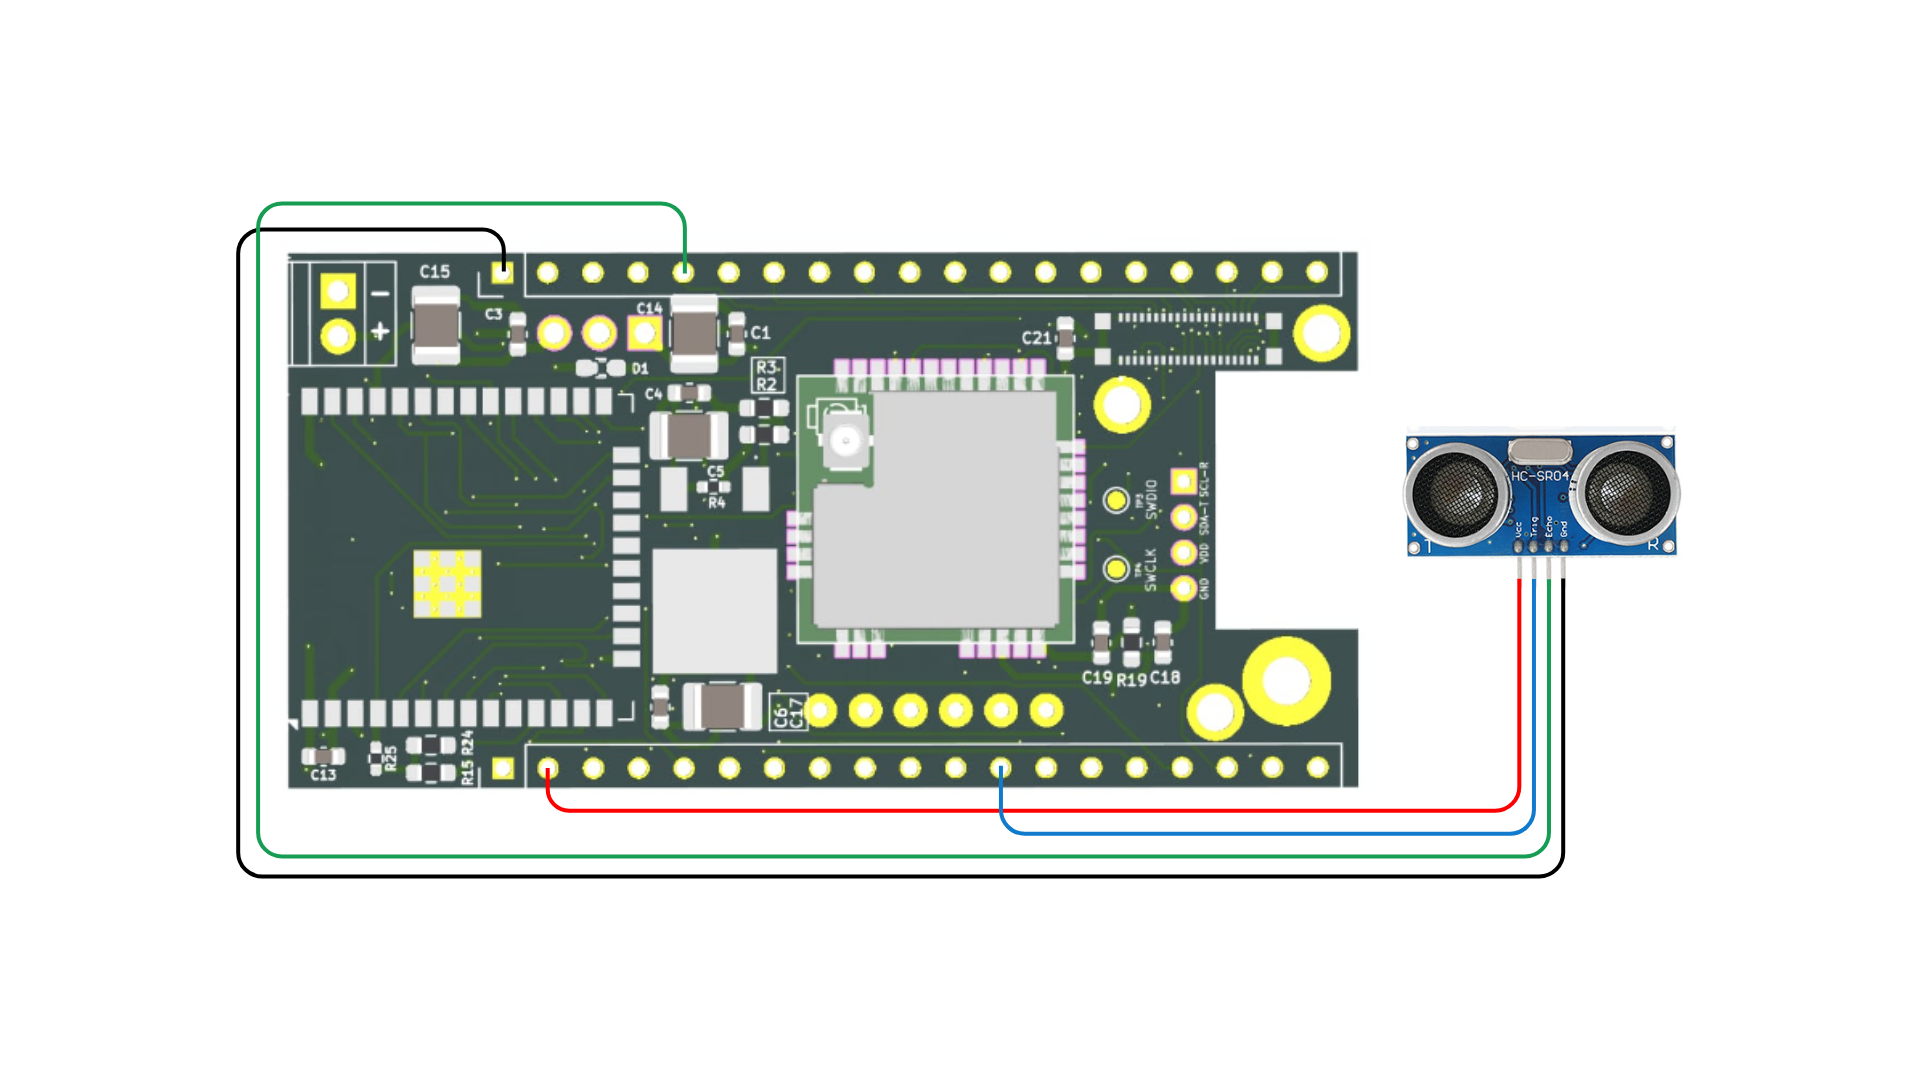 C15
C3
C14
C1
C21
-
+
D1
R3
R2
C4
C5
R4
TP3
SWDIO
SCL-R
SDA-T
VDD
GND
TP4
SWCLK
C19
R19
C18
C6
C17
C13
R25
R24
R15
HC-SR04
Vcc
Trig
Echo
Gnd
T
R